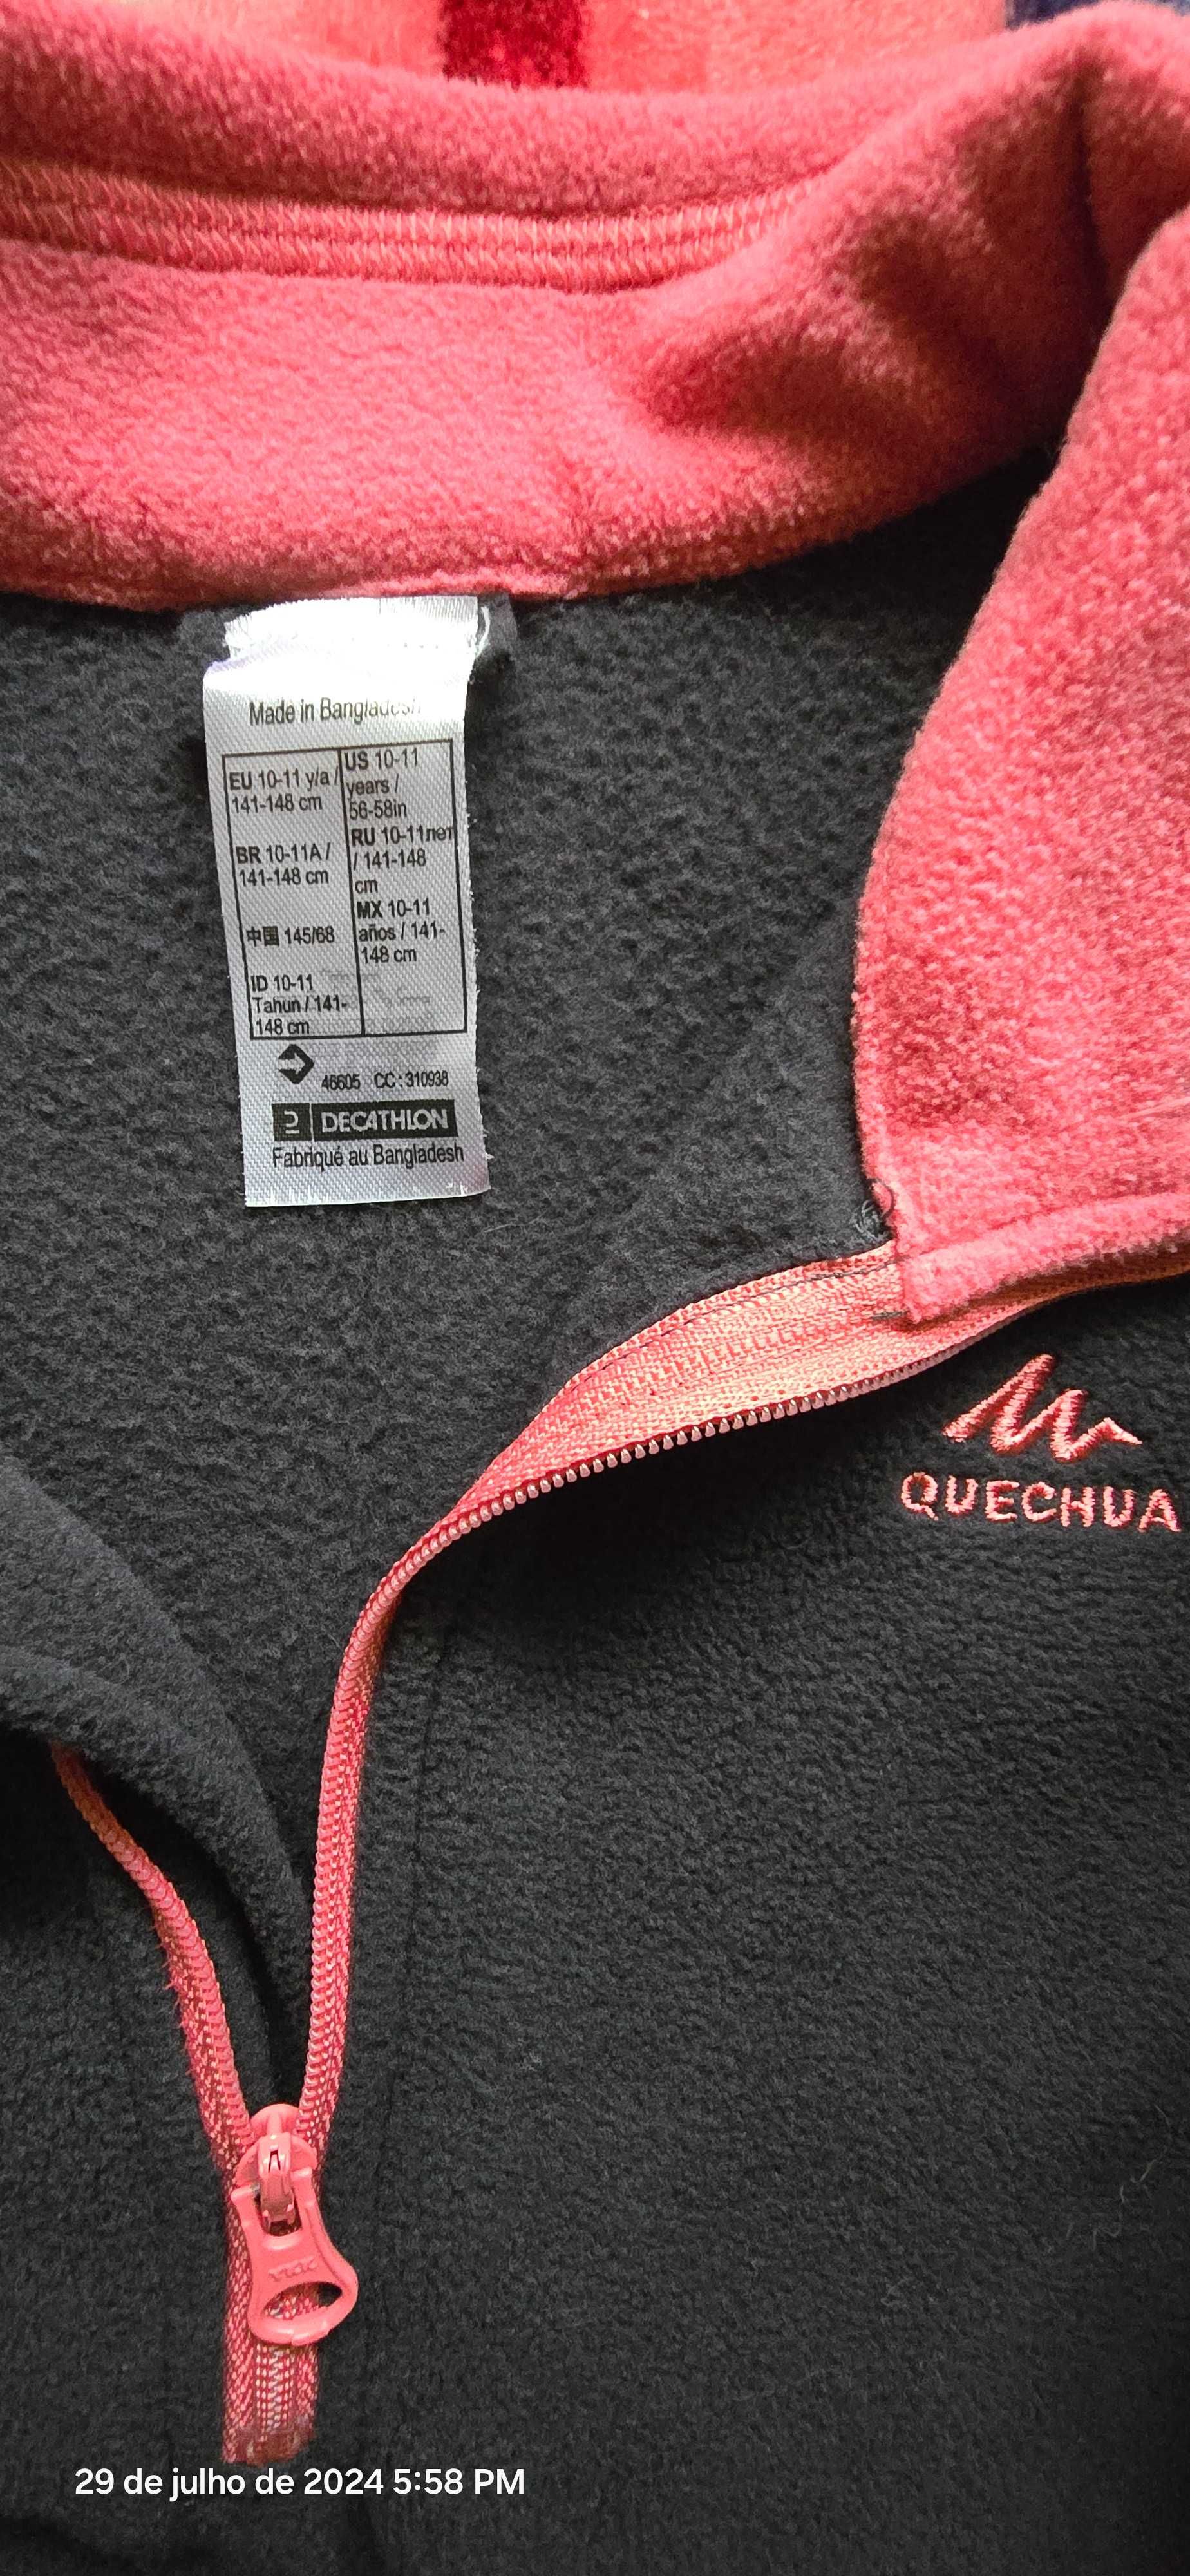 Made in Bangladesh
EU 10-11 y/a /
141-148 cm
BR 10-11A /
141-148 cm
中国 145/68
ID 10-11
Tahun / 141-
148 cm
US 10-11
years /
56-58in
RU 10-11лет
/ 141-148
cm
MX 10-11
años / 141-
148 cm
46605 CC : 310938
DECATHLON
Fabriqué au Bangladesh
QUECHUA
YKK
29 de julho de 2024 5:58 PM